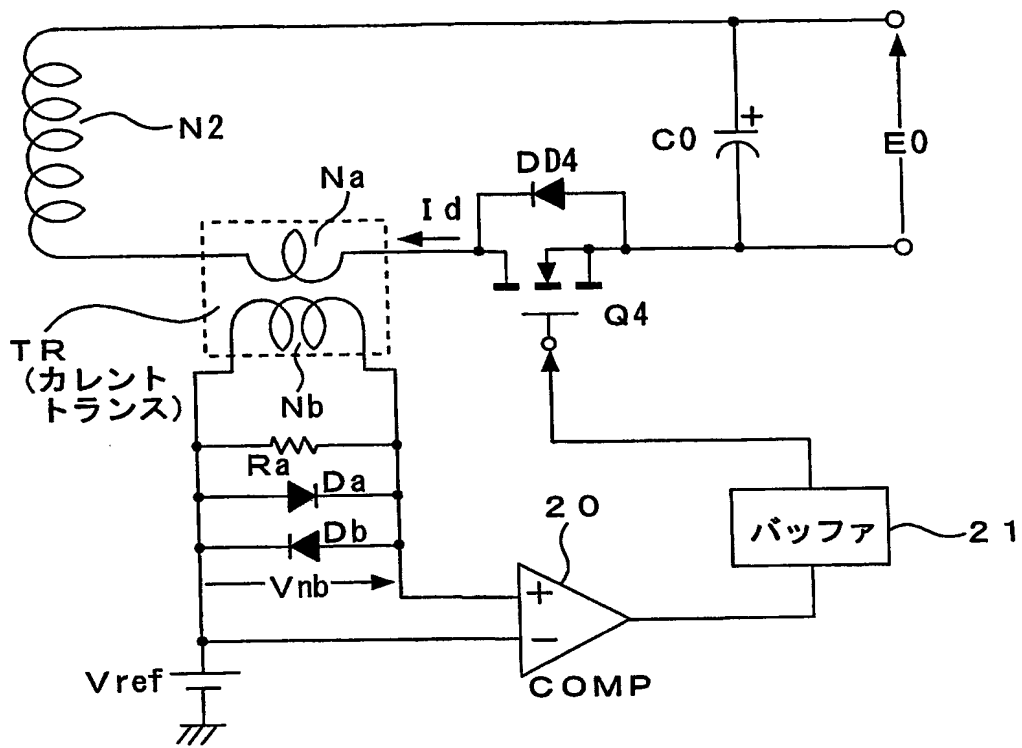 N2
C0
+
E0
DD4
Na
Id
Q4
TR
(カレント
トランス)
Nb
Ra
Da
Db
Vnb
20
バッファ
21
+
−
COMP
Vref